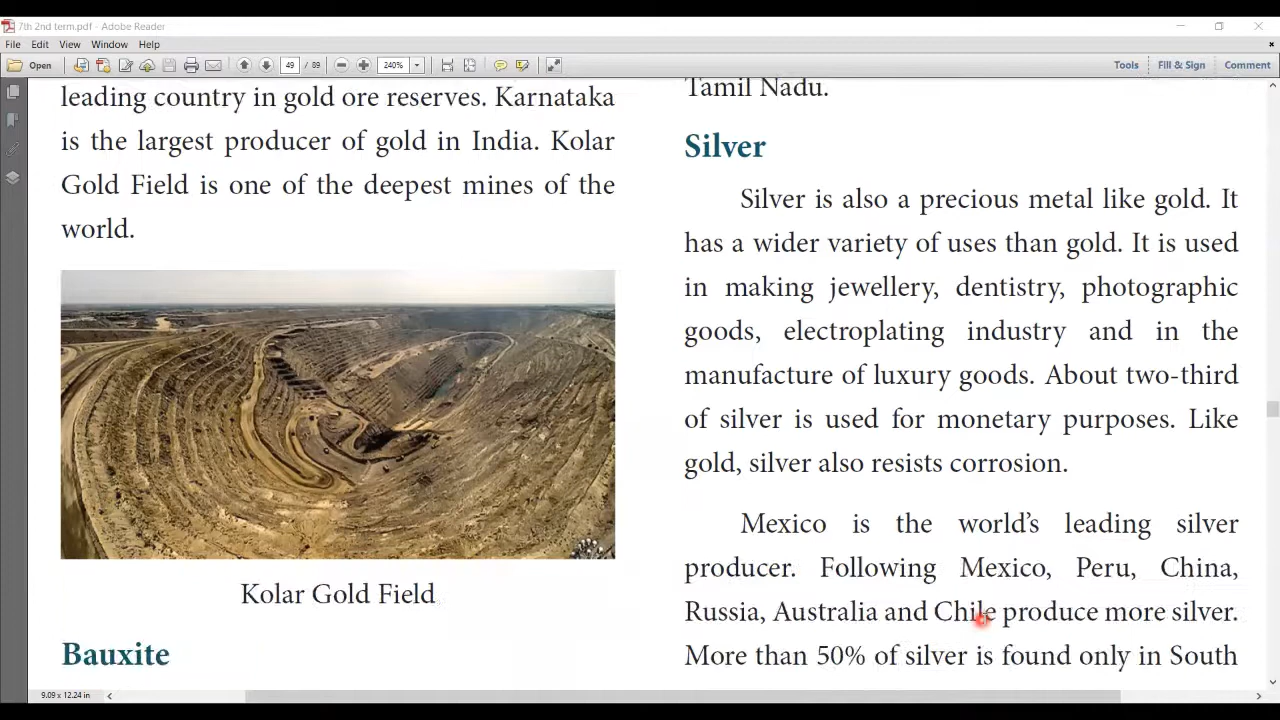 7th 2nd term.pdf - Adobe Reader
File Edit View Window Help
Open 49 / 89 240% Tools Fill & Sign Comment
leading country in gold ore reserves. Karnataka
is the largest producer of gold in India. Kolar
Gold Field is one of the deepest mines of the
world.
Kolar Gold Field
Bauxite
Tamil Nadu.
Silver
Silver is also a precious metal like gold. It
has a wider variety of uses than gold. It is used
in making jewellery, dentistry, photographic
goods, electroplating industry and in the
manufacture of luxury goods. About two-third
of silver is used for monetary purposes. Like
gold, silver also resists corrosion.
Mexico is the world’s leading silver
producer. Following Mexico, Peru, China,
Russia, Australia and Chile produce more silver.
More than 50% of silver is found only in South
9.09 x 12.24 in